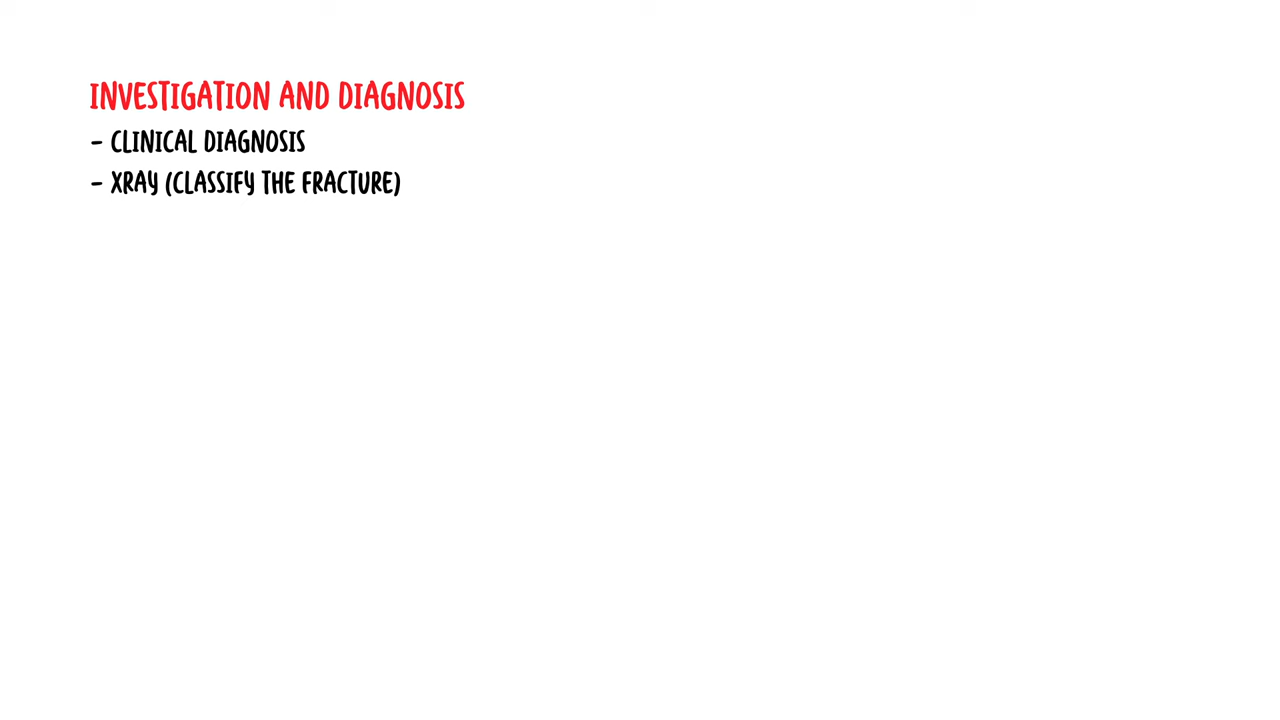 INVESTIGATION AND DIAGNOSIS
- CLINICAL DIAGNOSIS
- XRAY (CLASSIFY THE FRACTURE)